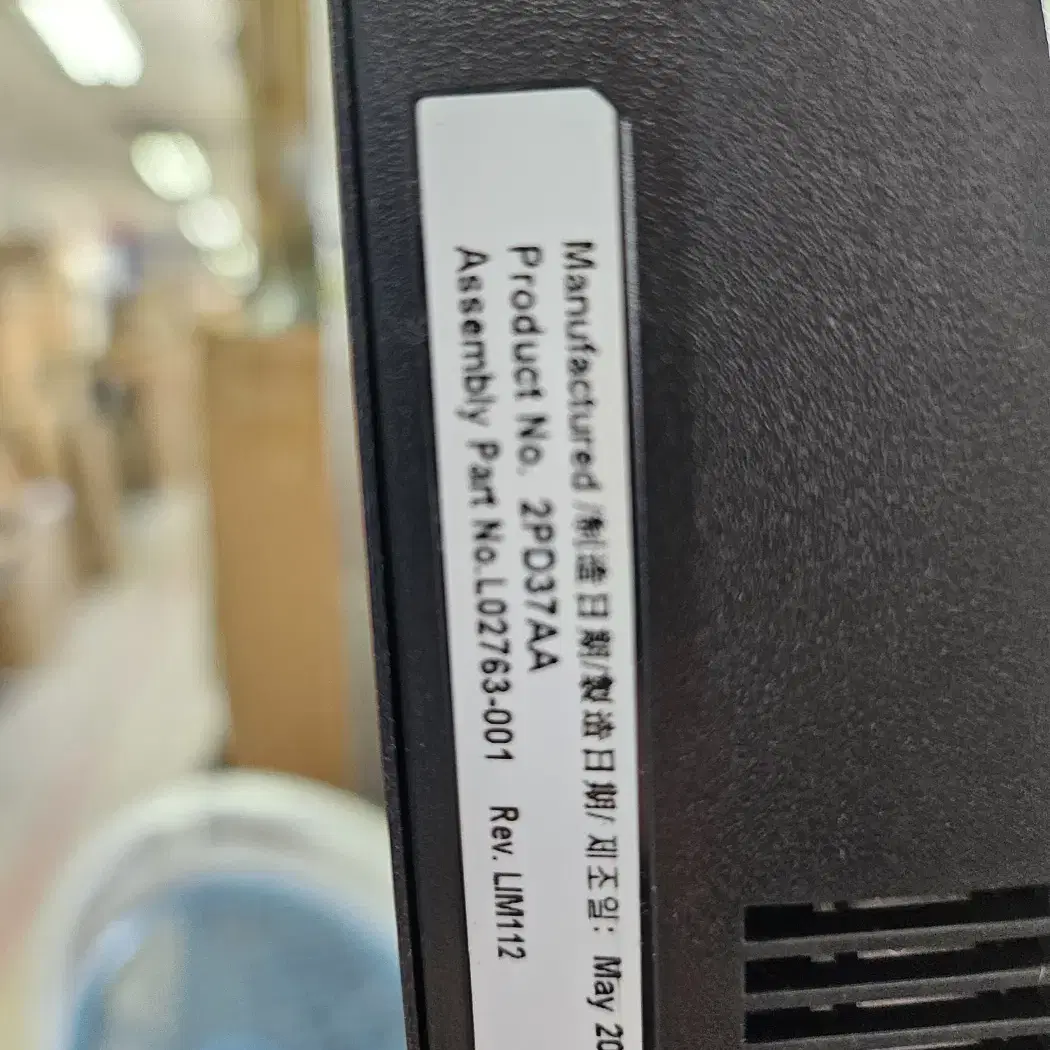 Manufactured /制造日期/製造日期/ 제조일: May 20
Product No. 2PD37AA
Assembly Part No.L02763-001 Rev. LIM112